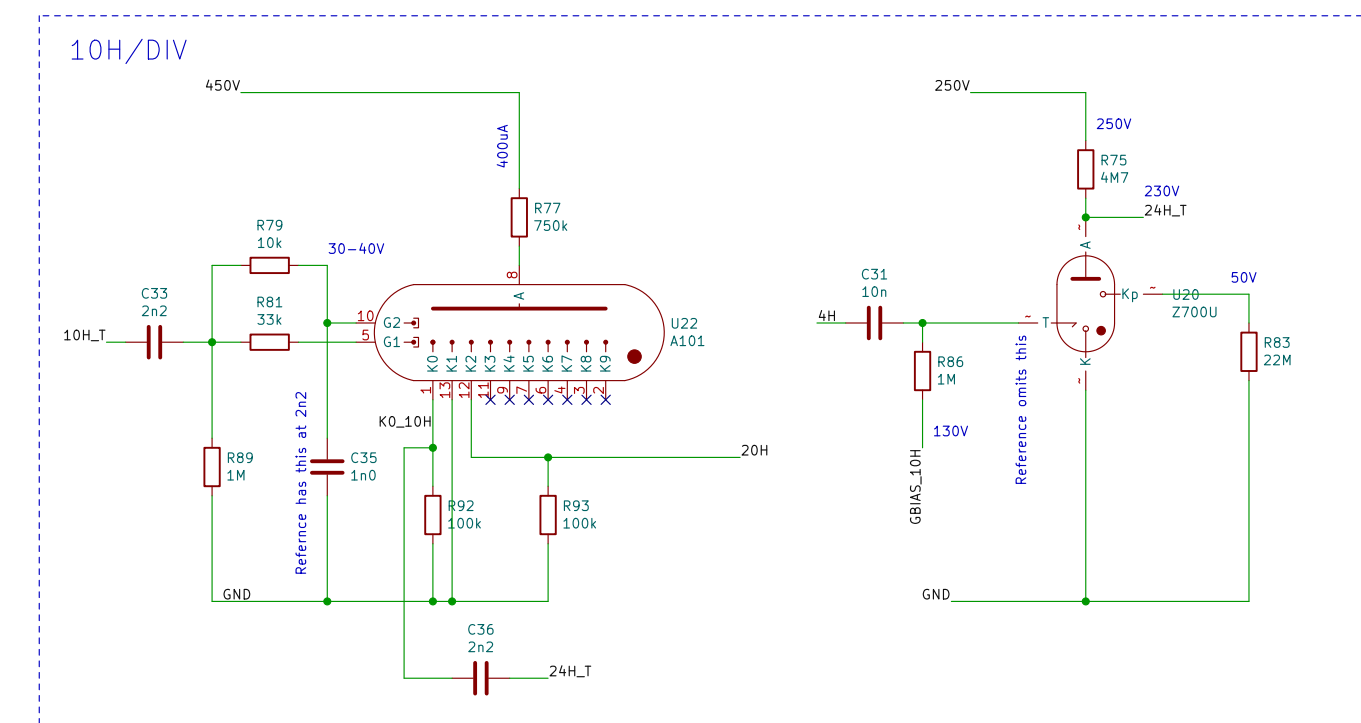 10H/DIV
450V
400uA
R77
750k
R79
10k
30-40V
C33
2n2
R81
33k
10H_T
8
A
10
G2
5
G1
U22
A101
K0
K1
K2
K3
K4
K5
K6
K7
K8
K9
1
13
12
11
9
7
6
4
3
2
K0_10H
20H
R89
1M
Refernce has this at 2n2
C35
1n0
R92
100k
R93
100k
GND
C36
2n2
24H_T
250V
250V
R75
4M7
230V
24H_T
~
A
C31
10n
4H
~
T
Kp
~
U20
Z700U
50V
R83
22M
K
~
R86
1M
130V
GBIAS_10H
Reference omits this
GND